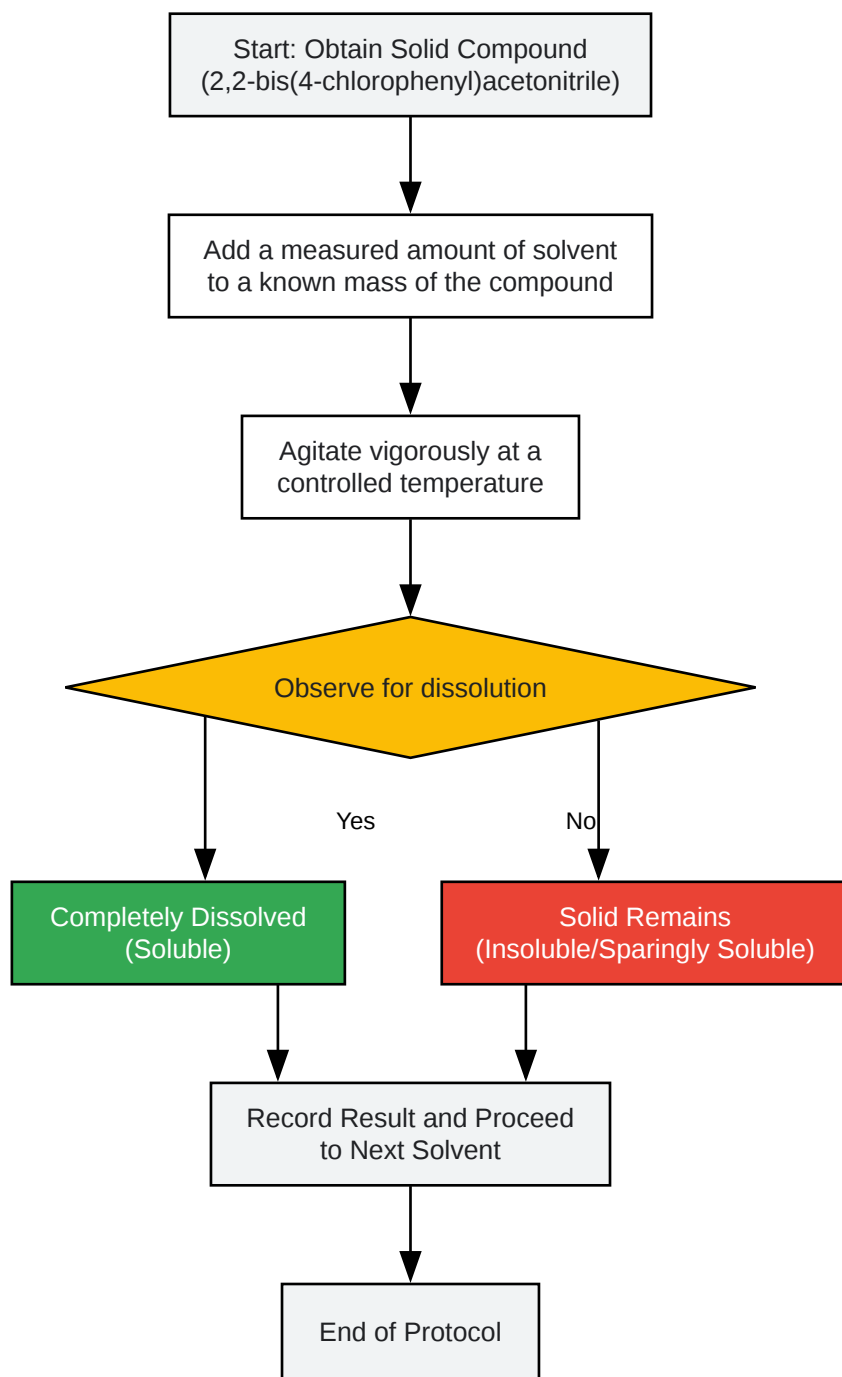 Start: Obtain Solid Compound
(2,2-bis(4-chlorophenyl)acetonitrile)
Add a measured amount of solvent
to a known mass of the compound
Agitate vigorously at a
controlled temperature
Observe for dissolution
Yes
No
Completely Dissolved
(Soluble)
Solid Remains
(Insoluble/Sparingly Soluble)
Record Result and Proceed
to Next Solvent
End of Protocol